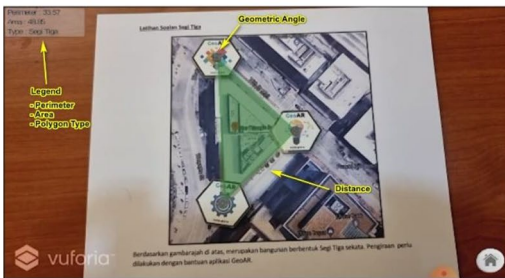 Perimeter : 33.57
Area : 48.85
Type : Segi Tiga
Legend
- Perimeter
- Area
- Polygon Type
Latihan Soalan Segi Tiga
Geometric Angle
GeoAR
GeoAR
GeoAR
Distance
Berdasarkan gambarajah di atas, merupakan bangunan berbentuk Segi Tiga sekata. Pengiraan perlu
dilakukan dengan bantuan aplikasi GeoAR.
vuforia